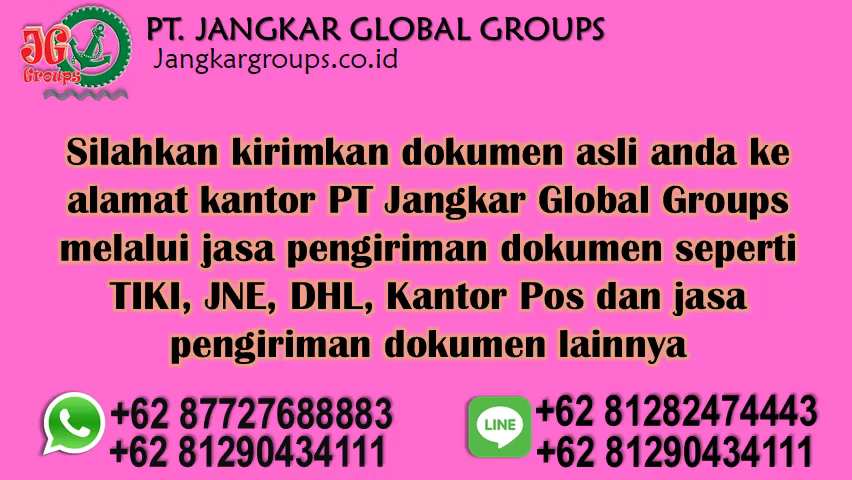 JG
Groups
PT. JANGKAR GLOBAL GROUPS
Jangkargroups.co.id
Silahkan kirimkan dokumen asli anda ke
alamat kantor PT Jangkar Global Groups
melalui jasa pengiriman dokumen seperti
TIKI, JNE, DHL, Kantor Pos dan jasa
pengiriman dokumen lainnya
+62 87727688883
+62 81290434111
LINE
+62 81282474443
+62 81290434111